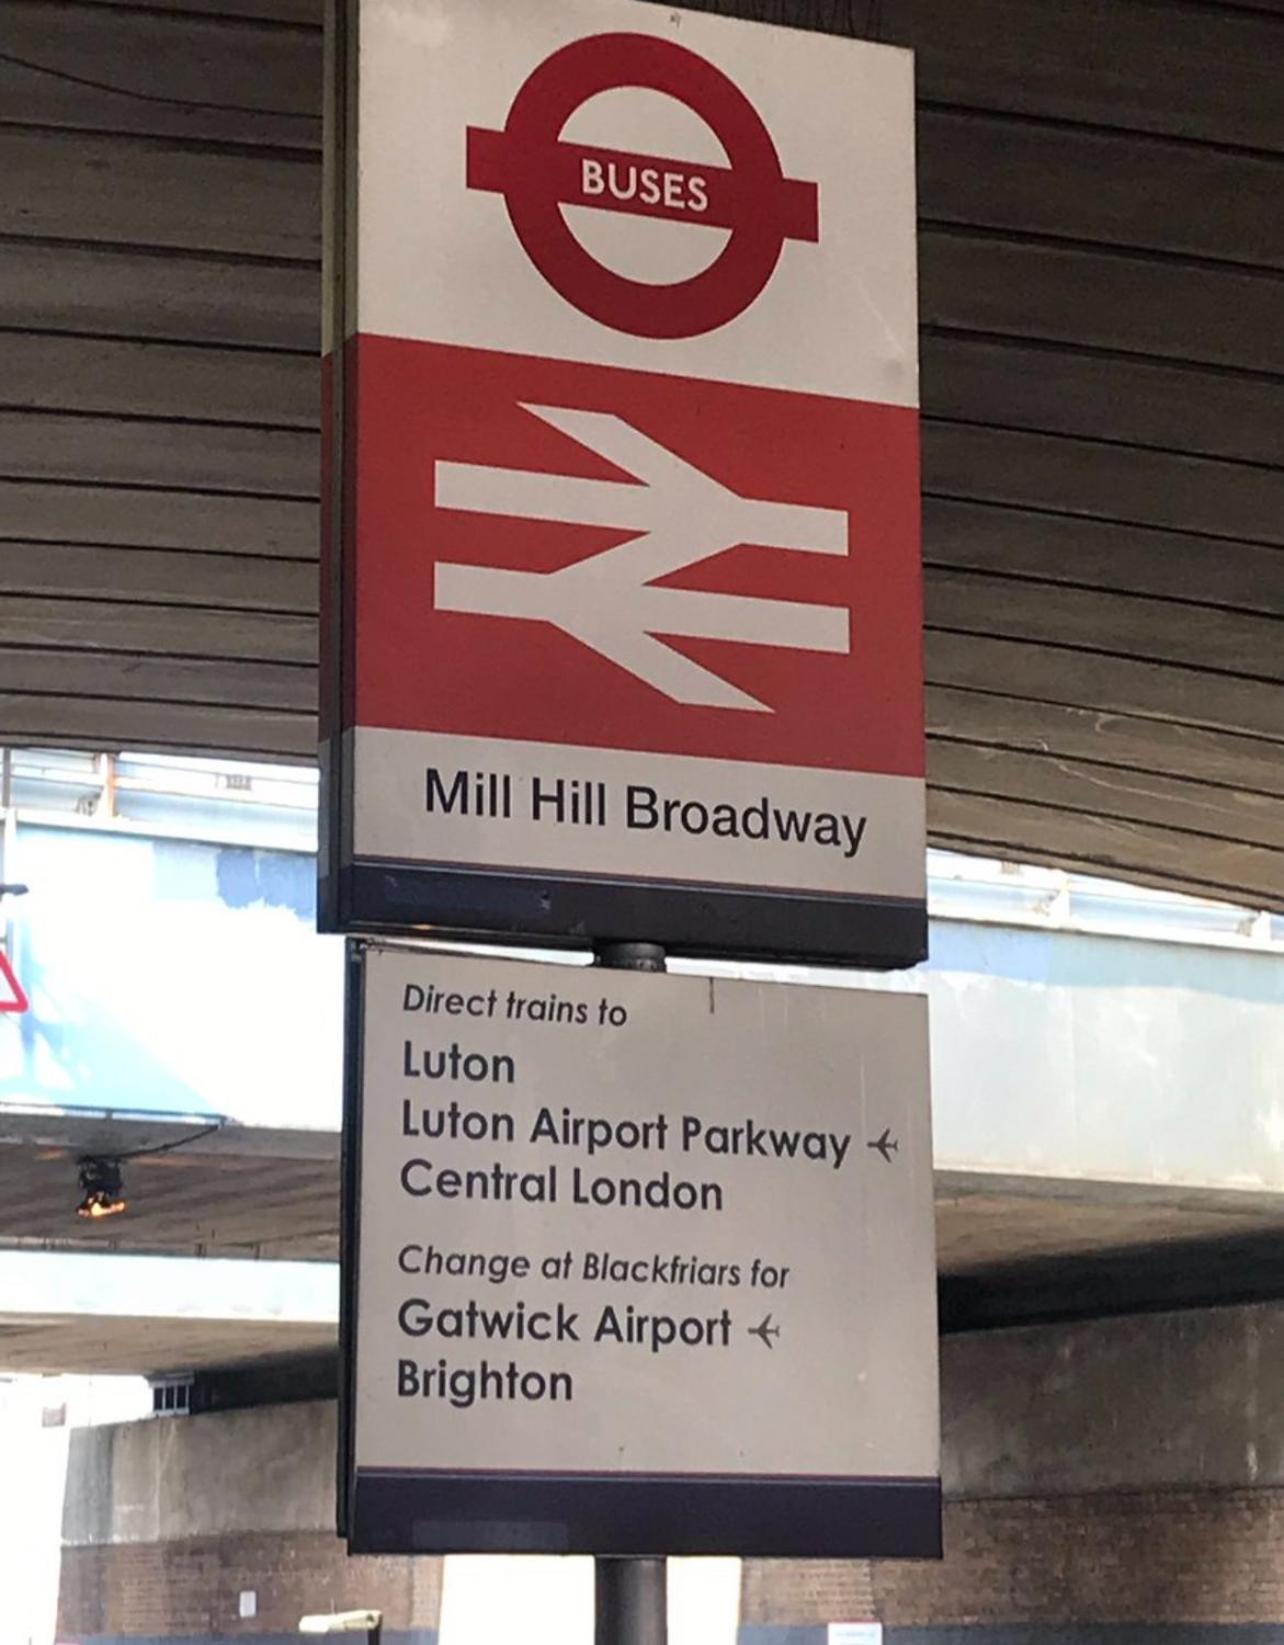 BUSES
Mill Hill Broadway
Direct trains to
Luton
Luton Airport Parkway
Central London
Change at Blackfriars for
Gatwick Airport
Brighton